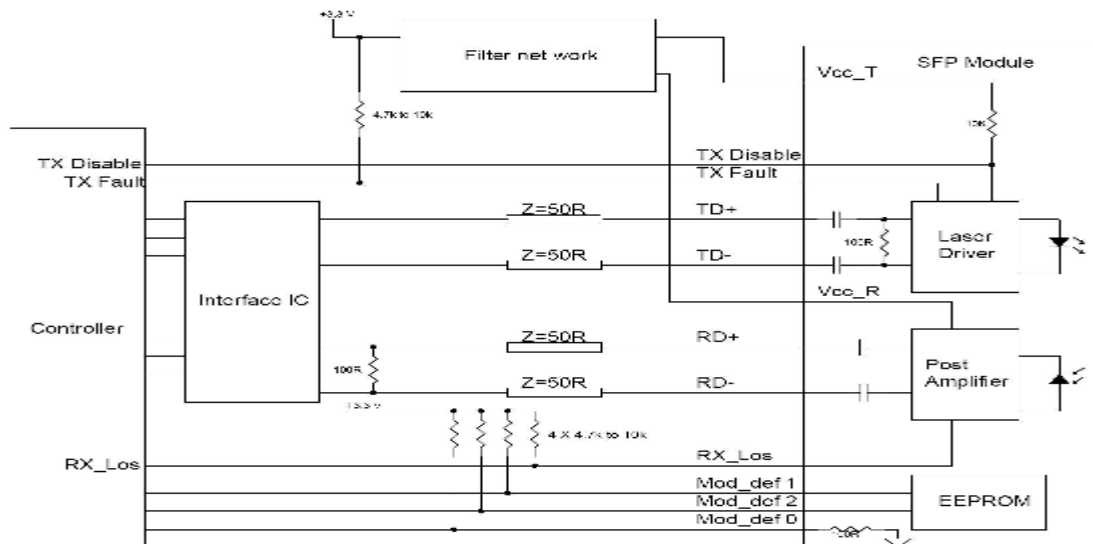 Filter net work
SFP Module
Vcc_T
4.7k to 10k
10K
TX Disable
TX Disable
TX Fault
TX Fault
Z=50R
TD+
100R
Laser
Driver
Z=50R
TD-
Vcc_R
Interface IC
Controller
Z=50R
RD+
100R
Z=50R
RD-
Post
Amplifier
4 X 4.7k to 10k
RX_Los
RX_Los
Mod_def 1
Mod_def 2
Mod_def 0
EEPROM